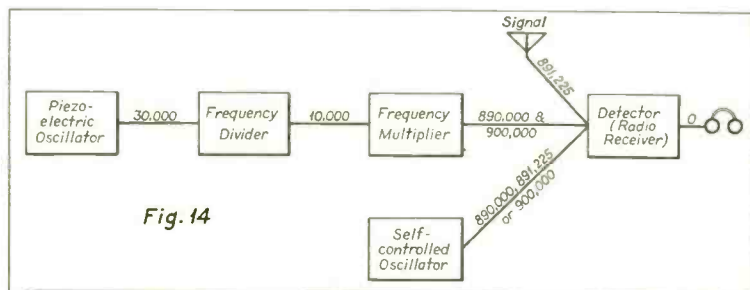 Signal
891,225
Piezo-
electric
Oscillator
30,000
Frequency
Divider
10,000
Frequency
Multiplier
890,000 &
900,000
Detector
(Radio
Receiver)
0
890,000, 891,225
or 900,000
Self-
controlled
Oscillator
Fig. 14